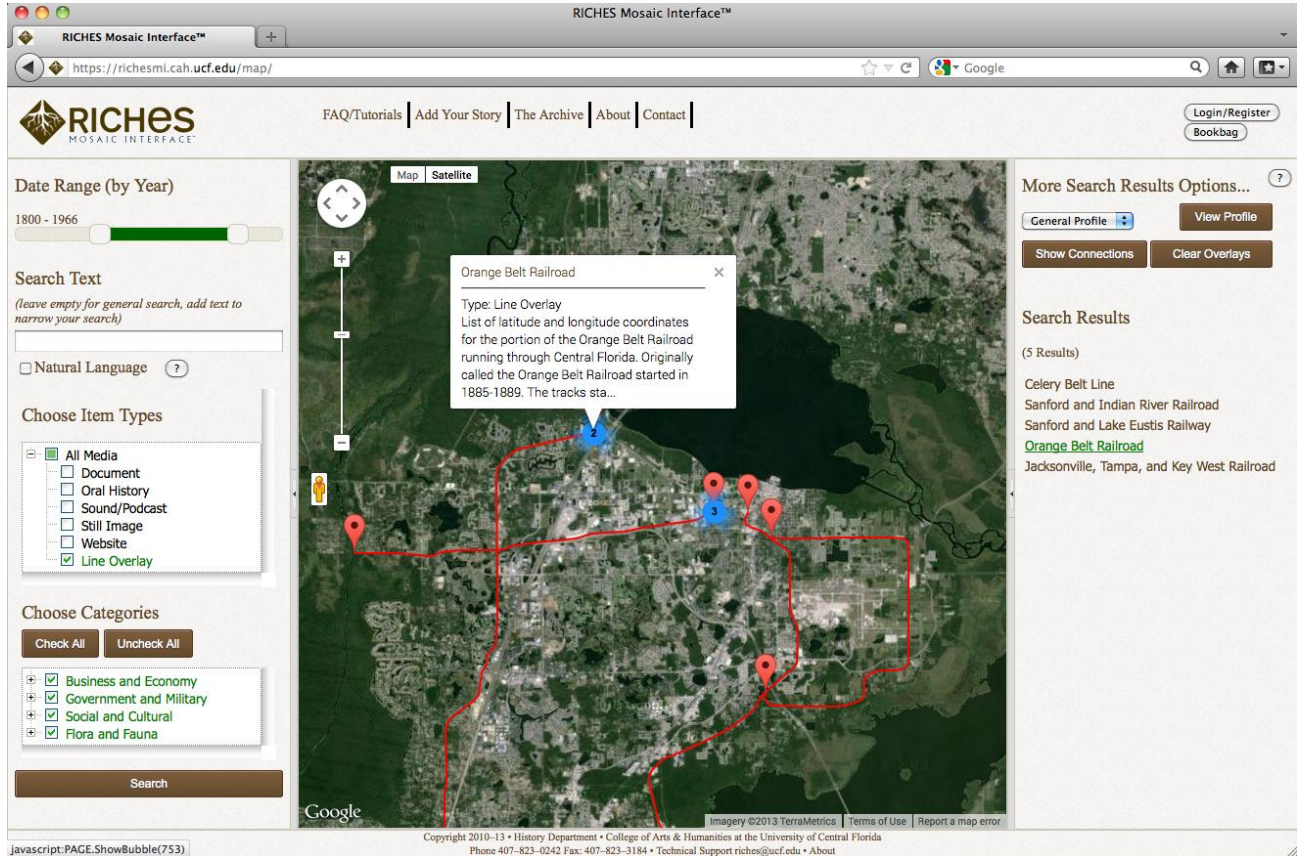 RICHES Mosaic Interface™
RICHES Mosaic Interface™
https://richesmi.cah.ucf.edu/map/
Google
RICHES
MOSAIC INTERFACE™
FAQ/Tutorials
Add Your Story
The Archive
About
Contact
Login/Register
Bookbag
Date Range (by Year)
1800 - 1966
Search Text
(leave empty for general search, add text to
narrow your search)
Natural Language
?
Choose Item Types
All Media
Document
Oral History
Sound/Podcast
Still Image
Website
Line Overlay
Choose Categories
Check All
Uncheck All
Business and Economy
Government and Military
Social and Cultural
Flora and Fauna
Search
Map
Satellite
Orange Belt Railroad
Type: Line Overlay
List of latitude and longitude coordinates
for the portion of the Orange Belt Railroad
running through Central Florida. Originally
called the Orange Belt Railroad started in
1885-1889. The tracks sta...
2
3
Google
Imagery ©2013 TerraMetrics
Terms of Use
Report a map error
More Search Results Options...
?
General Profile
View Profile
Show Connections
Clear Overlays
Search Results
(5 Results)
Celery Belt Line
Sanford and Indian River Railroad
Sanford and Lake Eustis Railway
Orange Belt Railroad
Jacksonville, Tampa, and Key West Railroad
Copyright 2010–13 • History Department • College of Arts & Humanities at the University of Central Florida
Phone 407–823–0242 Fax: 407–823–3184 • Technical Support riches@ucf.edu • About
javascript:PAGE.ShowBubble(753)